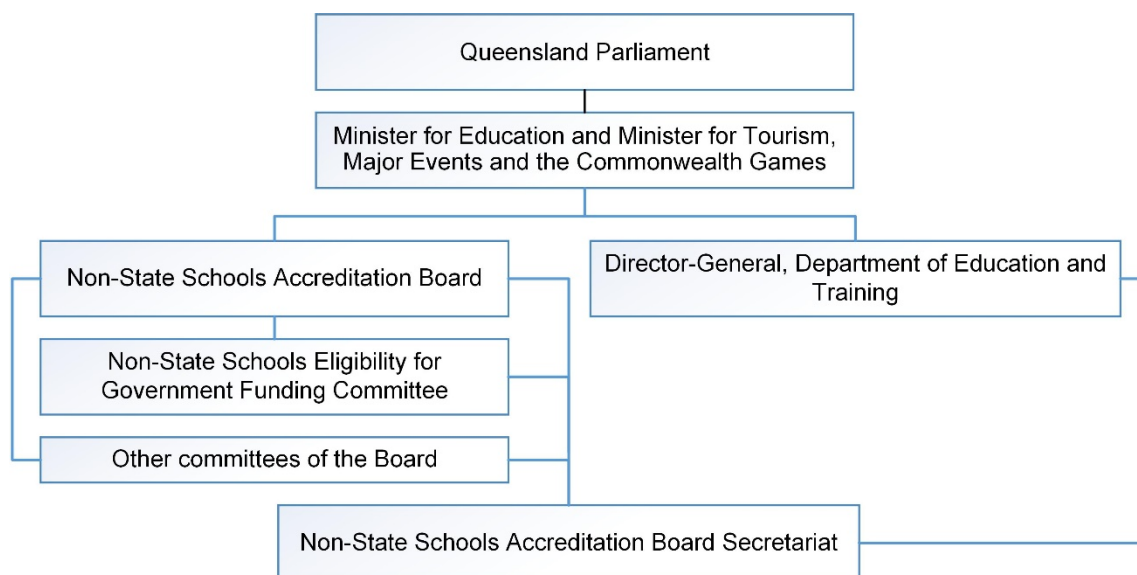 Queensland Parliament
Minister for Education and Minister for Tourism,
Major Events and the Commonwealth Games
Non-State Schools Accreditation Board
Director-General, Department of Education and
Training
Non-State Schools Eligibility for
Government Funding Committee
Other committees of the Board
Non-State Schools Accreditation Board Secretariat